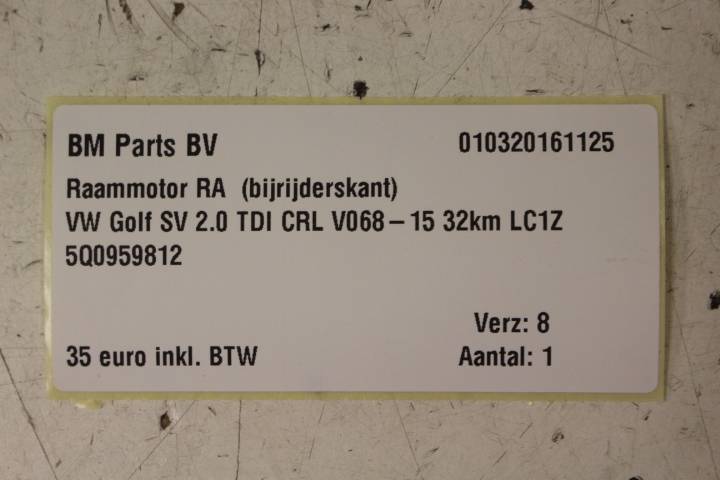 BM Parts BV 010320161125
Raammotor RA (bijrijderskant)
VW Golf SV 2.0 TDI CRL V068-15 32km LC1Z
5Q0959812
Verz: 8
35 euro inkl. BTW Aantal: 1